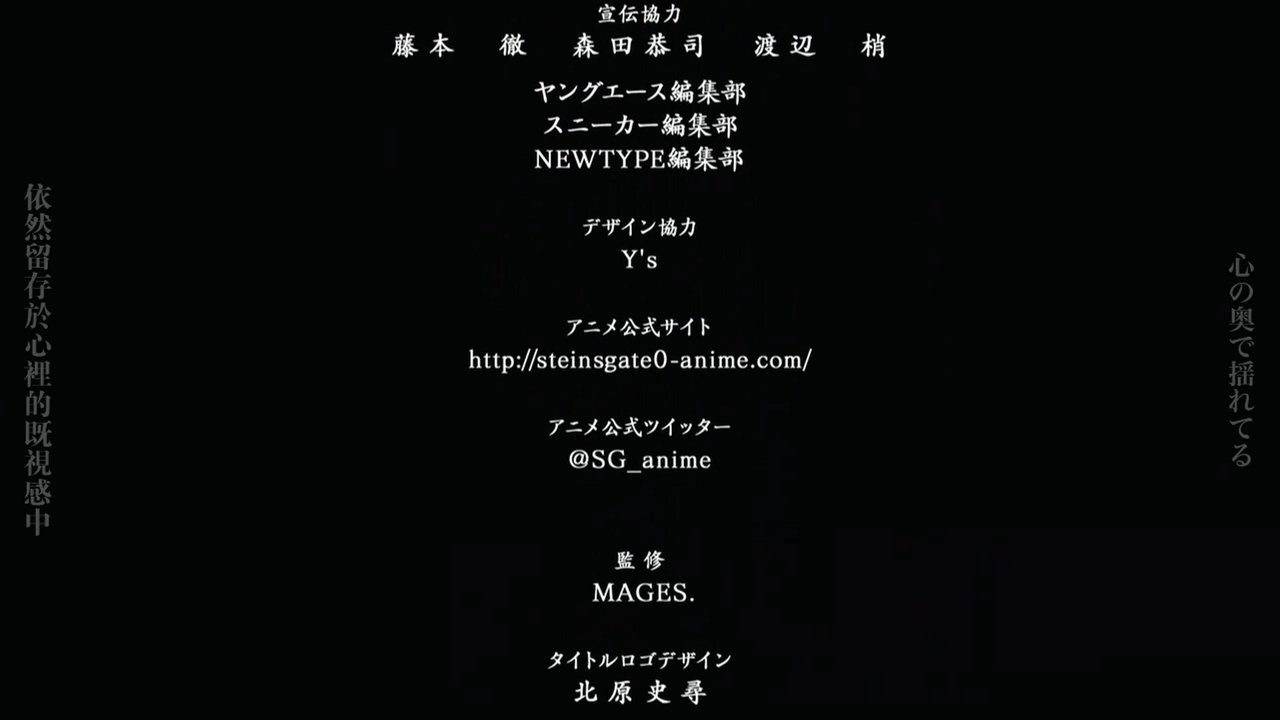 宣伝協力
藤本 徹 森田恭司 渡辺 梢
ヤングエース編集部
スニーカー編集部
NEWTYPE編集部
デザイン協力
Y's
アニメ公式サイト
http://steinsgate0-anime.com/
アニメ公式ツイッター
@SG_anime
監修
MAGES.
タイトルロゴデザイン
北原史尋
心の奥で揺れてる
依然留存於心裡的既視感中